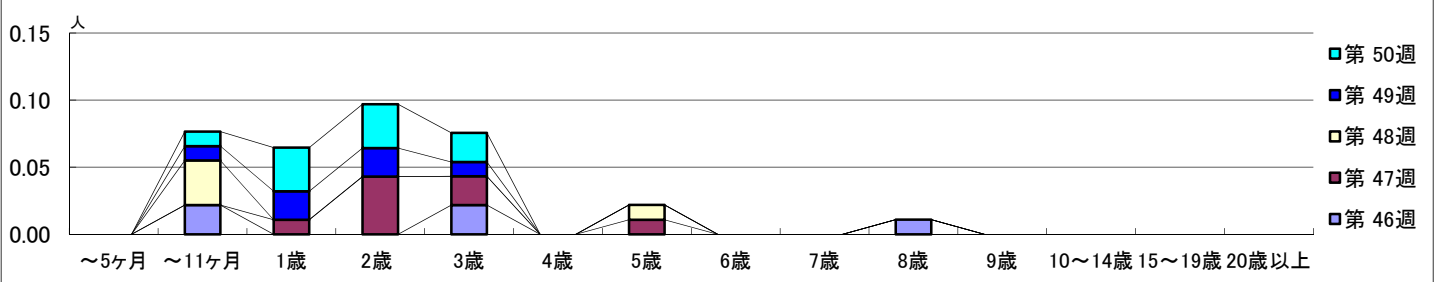 人
0.15
0.10
0.05
0.00
～5ヶ月 ～11ヶ月 1歳 2歳 3歳 4歳 5歳 6歳 7歳 8歳 9歳 10～14歳 15～19歳 20歳以上
第 50週
第 49週
第 48週
第 47週
第 46週